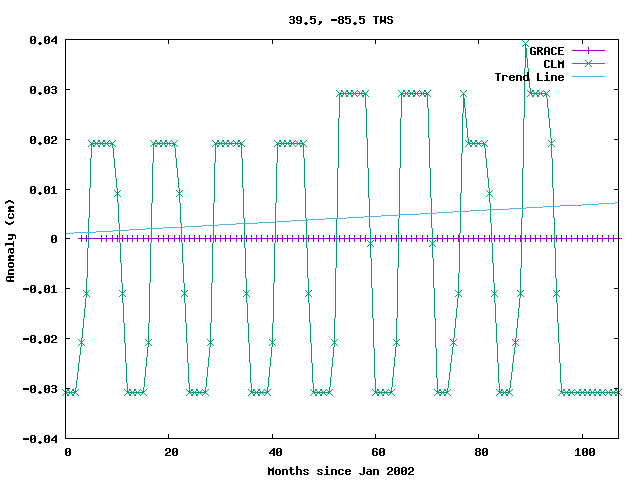 39.5, -85.5 TWS
GRACE
CLM
Trend Line
0.04
0.03
0.02
0.01
0
-0.01
-0.02
-0.03
-0.04
Anomaly (cm)
0 20 40 60 80 100
Months since Jan 2002